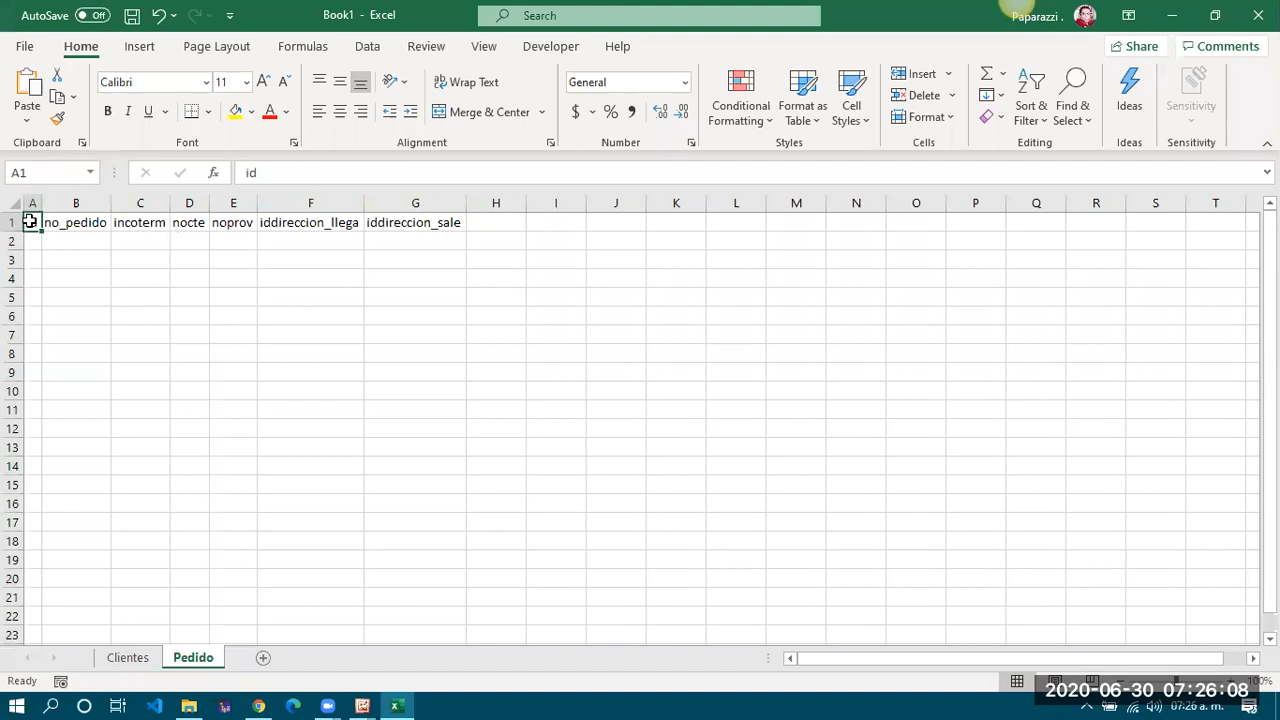 AutoSave Off Book1 - Excel Search Paparazzi .
File Home Insert Page Layout Formulas Data Review View Developer Help Share Comments
Paste Calibri 11 Wrap Text General Conditional Formatting Format as Table Cell Styles Insert Sort & Filter Find & Select Ideas Sensitivity
B I U Merge & Center $ % Delete
Format
Clipboard Font Alignment Number Styles Cells Editing Ideas Sensitivity
A1 fx id
A B C D E F G H I J K L M N O P Q R S T
1 no_pedido incoterm nocte noprov iddireccion_llega iddireccion_sale
2
3
4
5
6
7
8
9
10
11
12
13
14
15
16
17
18
19
20
21
22
23
Clientes Pedido
Ready 100%
2020-06-30 07:26:08
07:26 a. m.